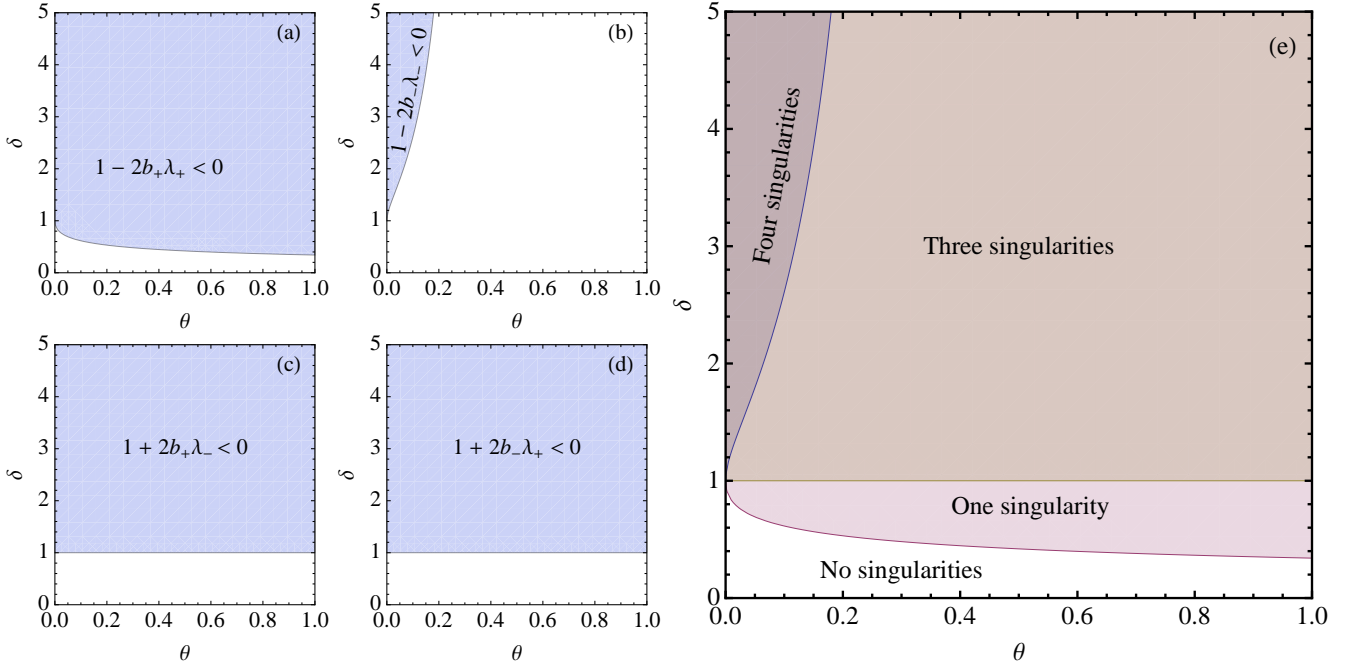 (a)
5
4
3
2
1
0
δ
1 − 2b₊λ₊ < 0
0.0 0.2 0.4 0.6 0.8 1.0
θ
(b)
5
4
3
2
1
0
δ
1 − 2b₋λ₋ < 0
0.0 0.2 0.4 0.6 0.8 1.0
θ
(c)
5
4
3
2
1
0
δ
1 + 2b₊λ₋ < 0
0.0 0.2 0.4 0.6 0.8 1.0
θ
(d)
5
4
3
2
1
0
δ
1 + 2b₋λ₊ < 0
0.0 0.2 0.4 0.6 0.8 1.0
θ
(e)
5
4
3
2
1
0
δ
Four singularities
Three singularities
One singularity
No singularities
0.0 0.2 0.4 0.6 0.8 1.0
θ